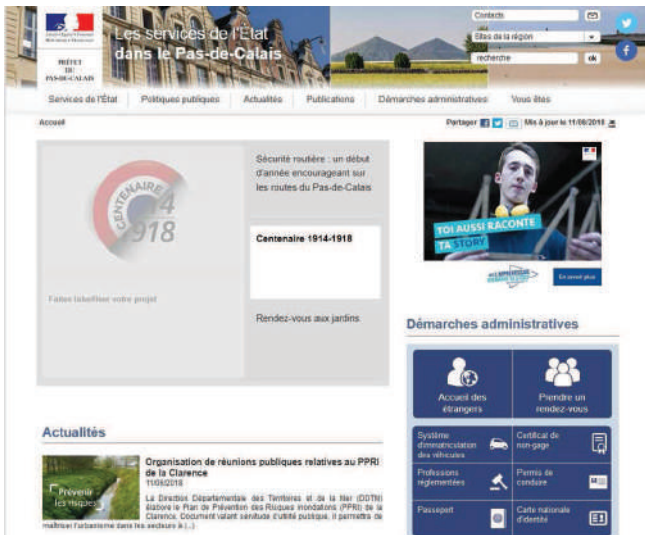 PRÉFET
DU
PAS-DE-CALAIS
Les services de l'État
dans le Pas-de-Calais
Contacts
Sites de la région
recherche
ok
Services de l'État
Politiques publiques
Actualités
Publications
Démarches administratives
Vous êtes
Accueil
Partager
Mis à jour le 11/06/2018
CENTENAIRE
14
918
Faites labelliser votre projet
Sécurité routière : un début
d'année encourageant sur
les routes du Pas-de-Calais
Centenaire 1914-1918
Rendez-vous aux jardins
TOI AUSSI RACONTE
TA STORY
En savoir plus
Démarches administratives
Accueil des
étrangers
Prendre un
rendez-vous
Système
d'immatriculation
des véhicules
Certificat de
non-gage
Professions
réglementées
Permis de
conduire
Passeport
Carte nationale
d'identité
Actualités
Prévenir
les risques
Organisation de réunions publiques relatives au PPRI
de la Clarence
11/06/2018
La Direction Départementale des Territoires et de la Mer (DDTM)
élabore le Plan de Prévention des Risques Inondations (PPRI) de la
Clarence. Document valant servitude d'utilité publique, il permettra de
maîtriser l'urbanisme dans les secteurs à (...)